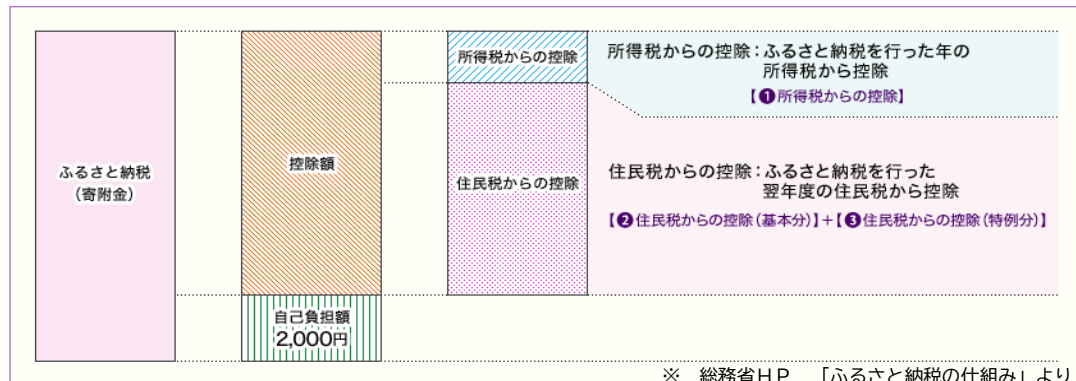 ふるさと納税
（寄附金）
控除額
自己負担額
2,000円
所得税からの控除
住民税からの控除
所得税からの控除：ふるさと納税を行った年の
所得税から控除
【❶所得税からの控除】
住民税からの控除：ふるさと納税を行った
翌年度の住民税から控除
【❷住民税からの控除（基本分）】＋【❸住民税からの控除（特例分）】
※　総務省ＨＰ　「ふるさと納税の仕組み」より